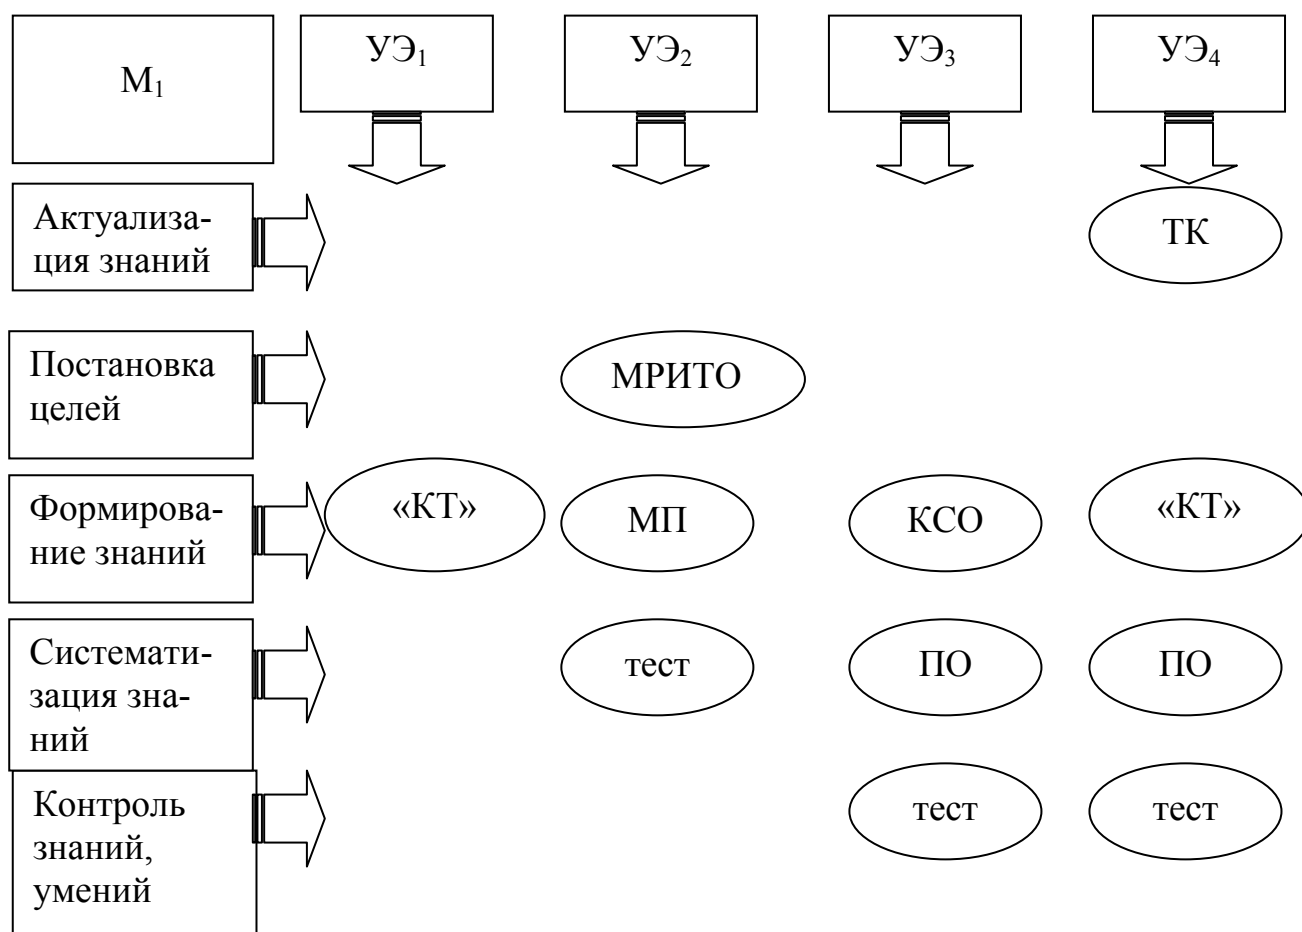 М₁
УЭ₁
УЭ₂
УЭ₃
УЭ₄
Актуализа-
ция знаний
ТК
Постановка
целей
МРИТО
Формирова-
ние знаний
«КТ»
МП
КСО
«КТ»
Системати-
зация зна-
ний
тест
ПО
ПО
Контроль
знаний,
умений
тест
тест